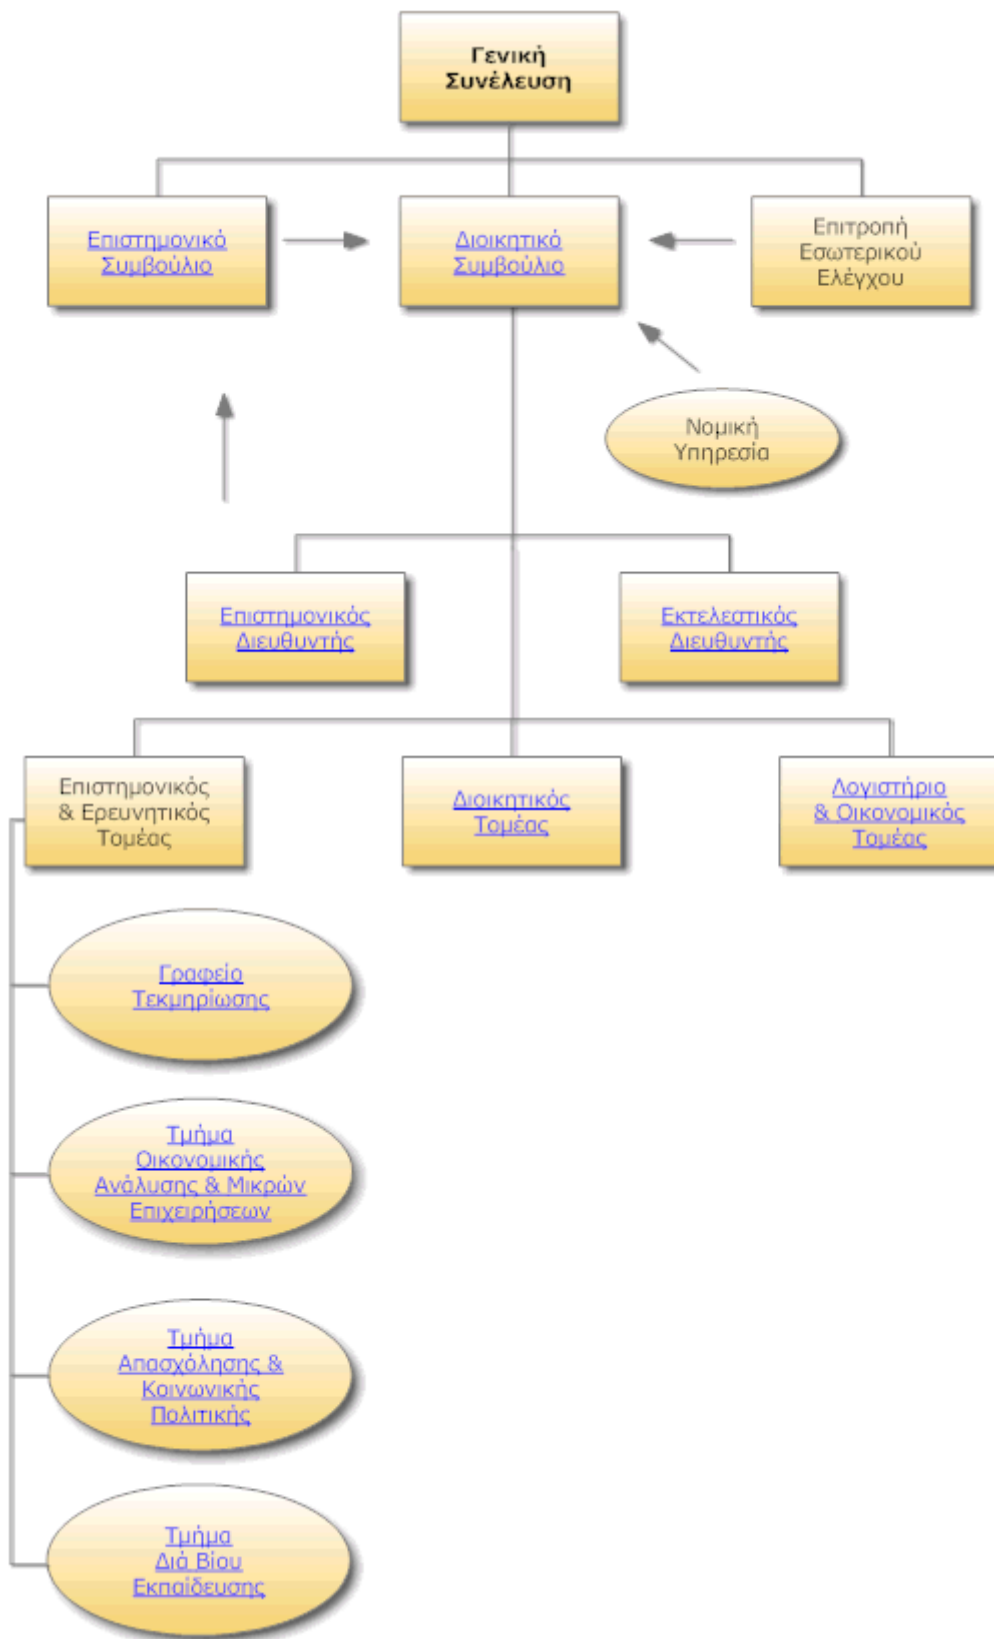 Γενική
Συνέλευση
Επιστημονικό
Συμβούλιο
Διοικητικό
Συμβούλιο
Επιτροπή
Εσωτερικού
Ελέγχου
Νομική
Υπηρεσία
Επιστημονικός
Διευθυντής
Εκτελεστικός
Διευθυντής
Επιστημονικός
& Ερευνητικός
Τομέας
Διοικητικός
Τομέας
Λογιστήριο
& Οικονομικός
Τομέας
Γραφείο
Τεκμηρίωσης
Τμήμα
Οικονομικής
Ανάλυσης & Μικρών
Επιχειρήσεων
Τμήμα
Απασχόλησης &
Κοινωνικής
Πολιτικής
Τμήμα
Διά Βίου
Εκπαίδευσης